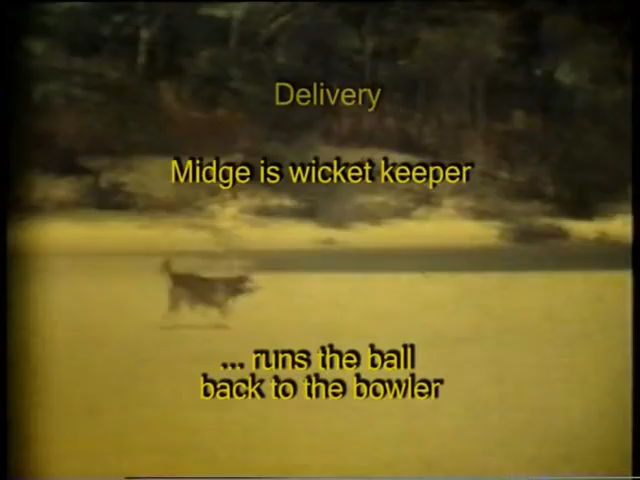 Delivery
Midge is wicket keeper
... runs the ball
back to the bowler